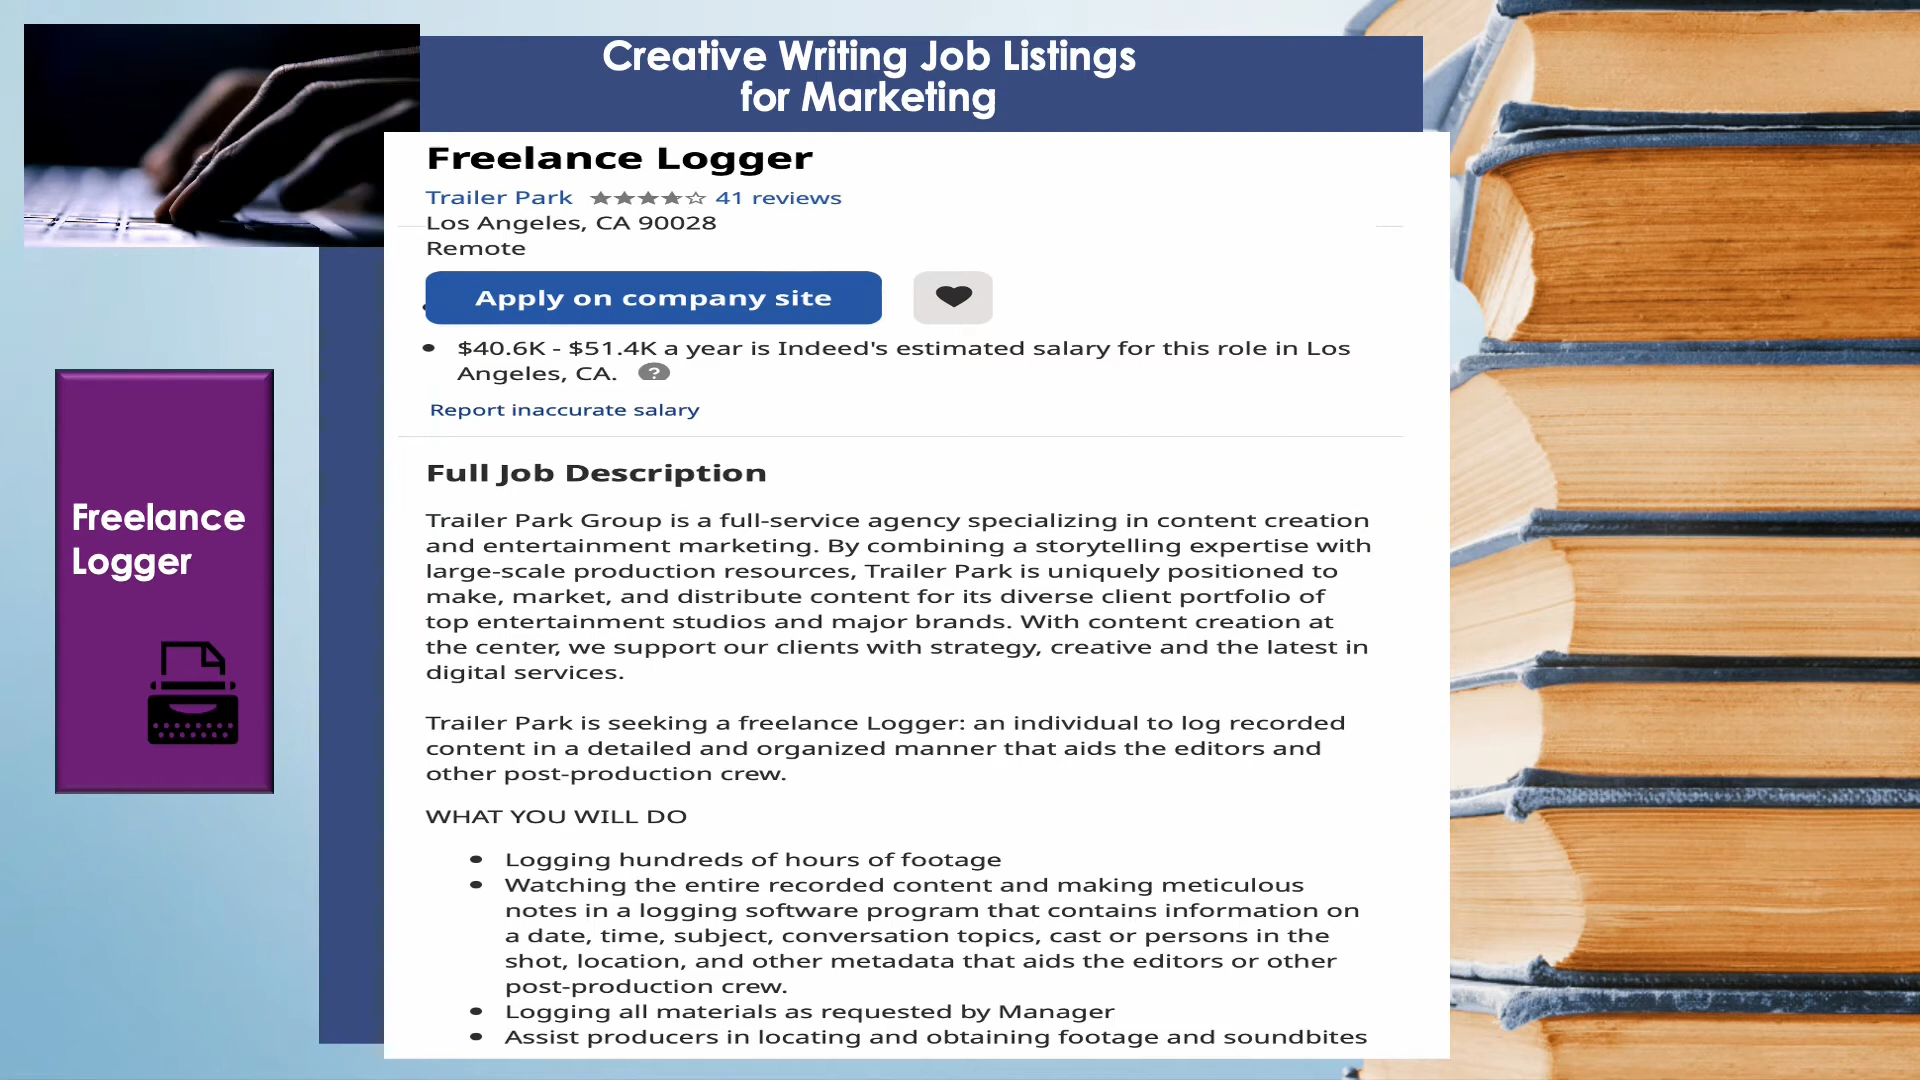 Creative Writing Job Listings
for Marketing
Freelance Logger
Trailer Park 41 reviews
Los Angeles, CA 90028
Remote
Apply on company site
$40.6K - $51.4K a year is Indeed's estimated salary for this role in Los
Angeles, CA. ?
Report inaccurate salary
Full Job Description
Trailer Park Group is a full-service agency specializing in content creation
and entertainment marketing. By combining a storytelling expertise with
large-scale production resources, Trailer Park is uniquely positioned to
make, market, and distribute content for its diverse client portfolio of
top entertainment studios and major brands. With content creation at
the center, we support our clients with strategy, creative and the latest in
digital services.
Trailer Park is seeking a freelance Logger: an individual to log recorded
content in a detailed and organized manner that aids the editors and
other post-production crew.
WHAT YOU WILL DO
Logging hundreds of hours of footage
Watching the entire recorded content and making meticulous
notes in a logging software program that contains information on
a date, time, subject, conversation topics, cast or persons in the
shot, location, and other metadata that aids the editors or other
post-production crew.
Logging all materials as requested by Manager
Assist producers in locating and obtaining footage and soundbites
Freelance
Logger